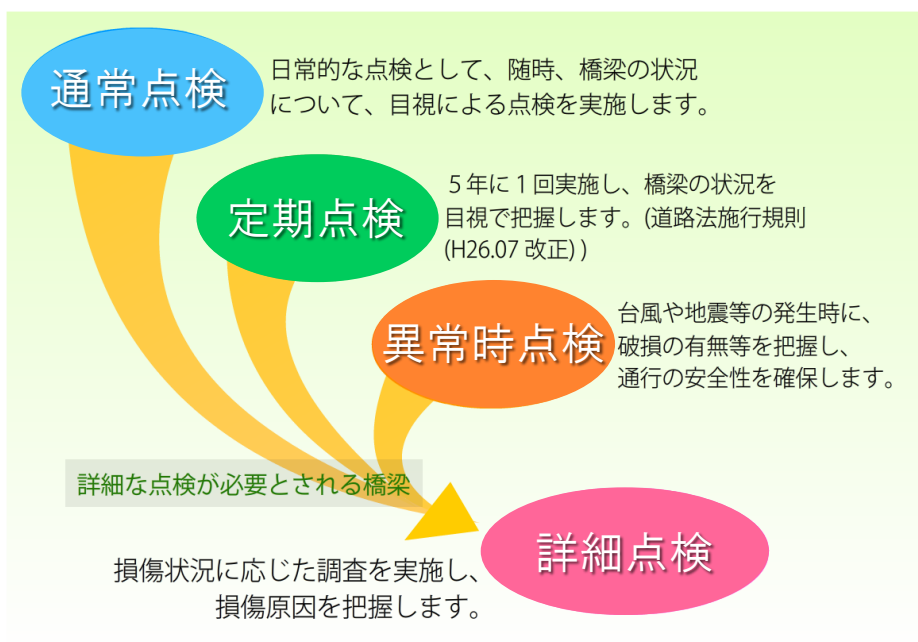 通常点検
日常的な点検として、随時、橋梁の状況
について、目視による点検を実施します。
定期点検
5年に1回実施し、橋梁の状況を
目視で把握します。(道路法施行規則
(H26.07 改正) )
異常時点検
台風や地震等の発生時に、
破損の有無等を把握し、
通行の安全性を確保します。
詳細な点検が必要とされる橋梁
詳細点検
損傷状況に応じた調査を実施し、
損傷原因を把握します。